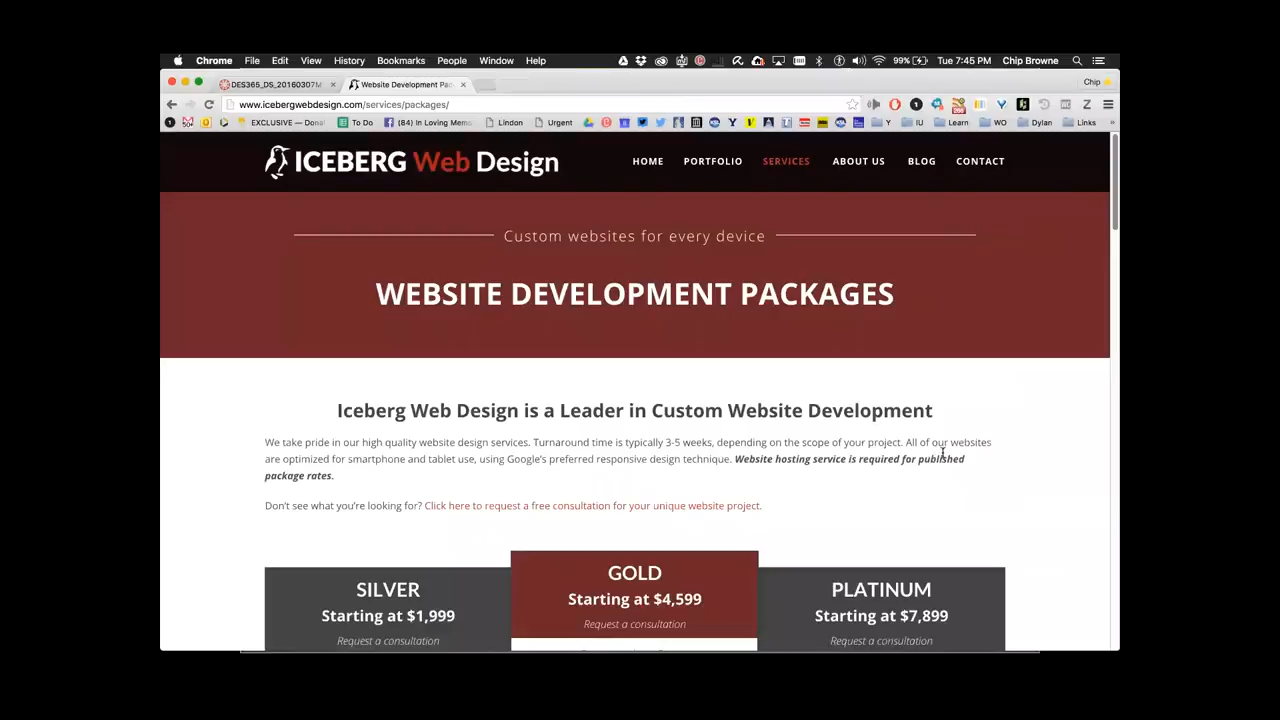 Chrome File Edit View History Bookmarks People Window Help 99% Tu 7:45 PM Chip Browne
DES365_DS_20160307M Website Development Pac Chip
www.icebergwebdesign.com/services/packages/
EXCLUSIVE — Dona To Do (84) In Loving Mem Lindon Urgent Y IU Learn WO Dylan Links »
ICEBERG Web Design HOME PORTFOLIO SERVICES ABOUT US BLOG CONTACT
Custom websites for every device
WEBSITE DEVELOPMENT PACKAGES
Iceberg Web Design is a Leader in Custom Website Development
We take pride in our high quality website design services. Turnaround time is typically 3-5 weeks, depending on the scope of your project. All of our websites
are optimized for smartphone and tablet use, using Google's preferred responsive design technique. Website hosting service is required for published
package rates.
Don't see what you're looking for? Click here to request a free consultation for your unique website project.
SILVER
Starting at $1,999
Request a consultation
GOLD
Starting at $4,599
Request a consultation
PLATINUM
Starting at $7,899
Request a consultation